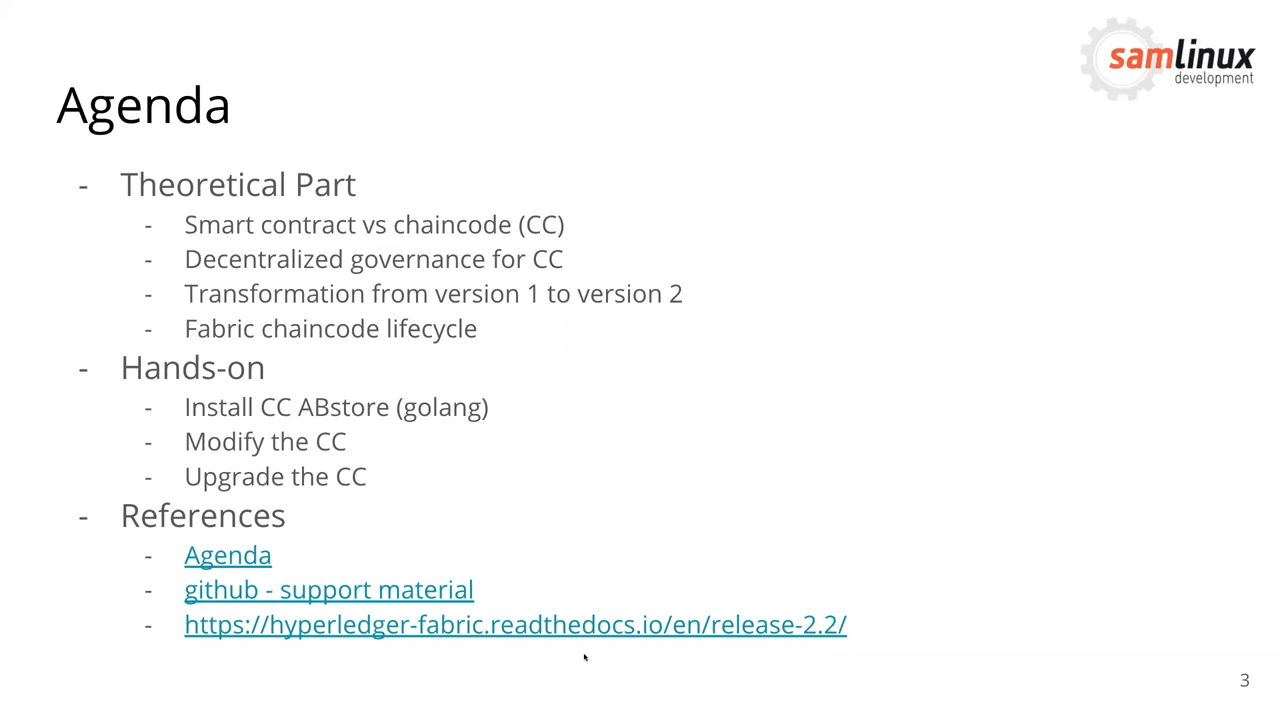 samlinux
development
Agenda
- Theoretical Part
- Smart contract vs chaincode (CC)
- Decentralized governance for CC
- Transformation from version 1 to version 2
- Fabric chaincode lifecycle
- Hands-on
- Install CC ABstore (golang)
- Modify the CC
- Upgrade the CC
- References
- Agenda
- github - support material
- https://hyperledger-fabric.readthedocs.io/en/release-2.2/
3